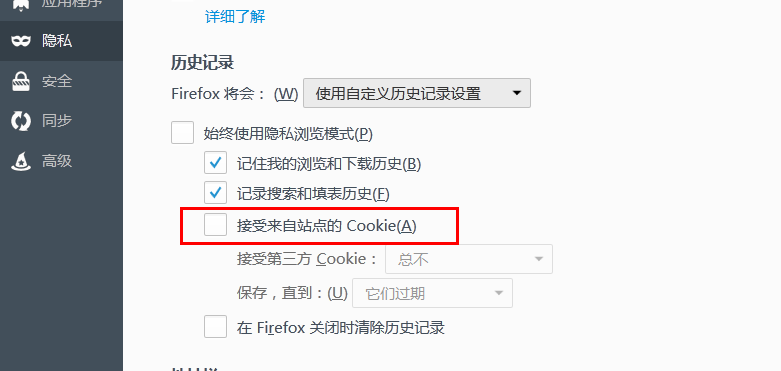 应用程序
详细了解
隐私
历史记录
安全
Firefox 将会： (W) 使用自定义历史记录设置
同步
始终使用隐私浏览模式(P)
高级
记住我的浏览和下载历史(B)
记录搜索和填表历史(F)
接受来自站点的 Cookie(A)
接受第三方 Cookie： 总不
保存，直到：(U) 它们过期
在 Firefox 关闭时清除历史记录